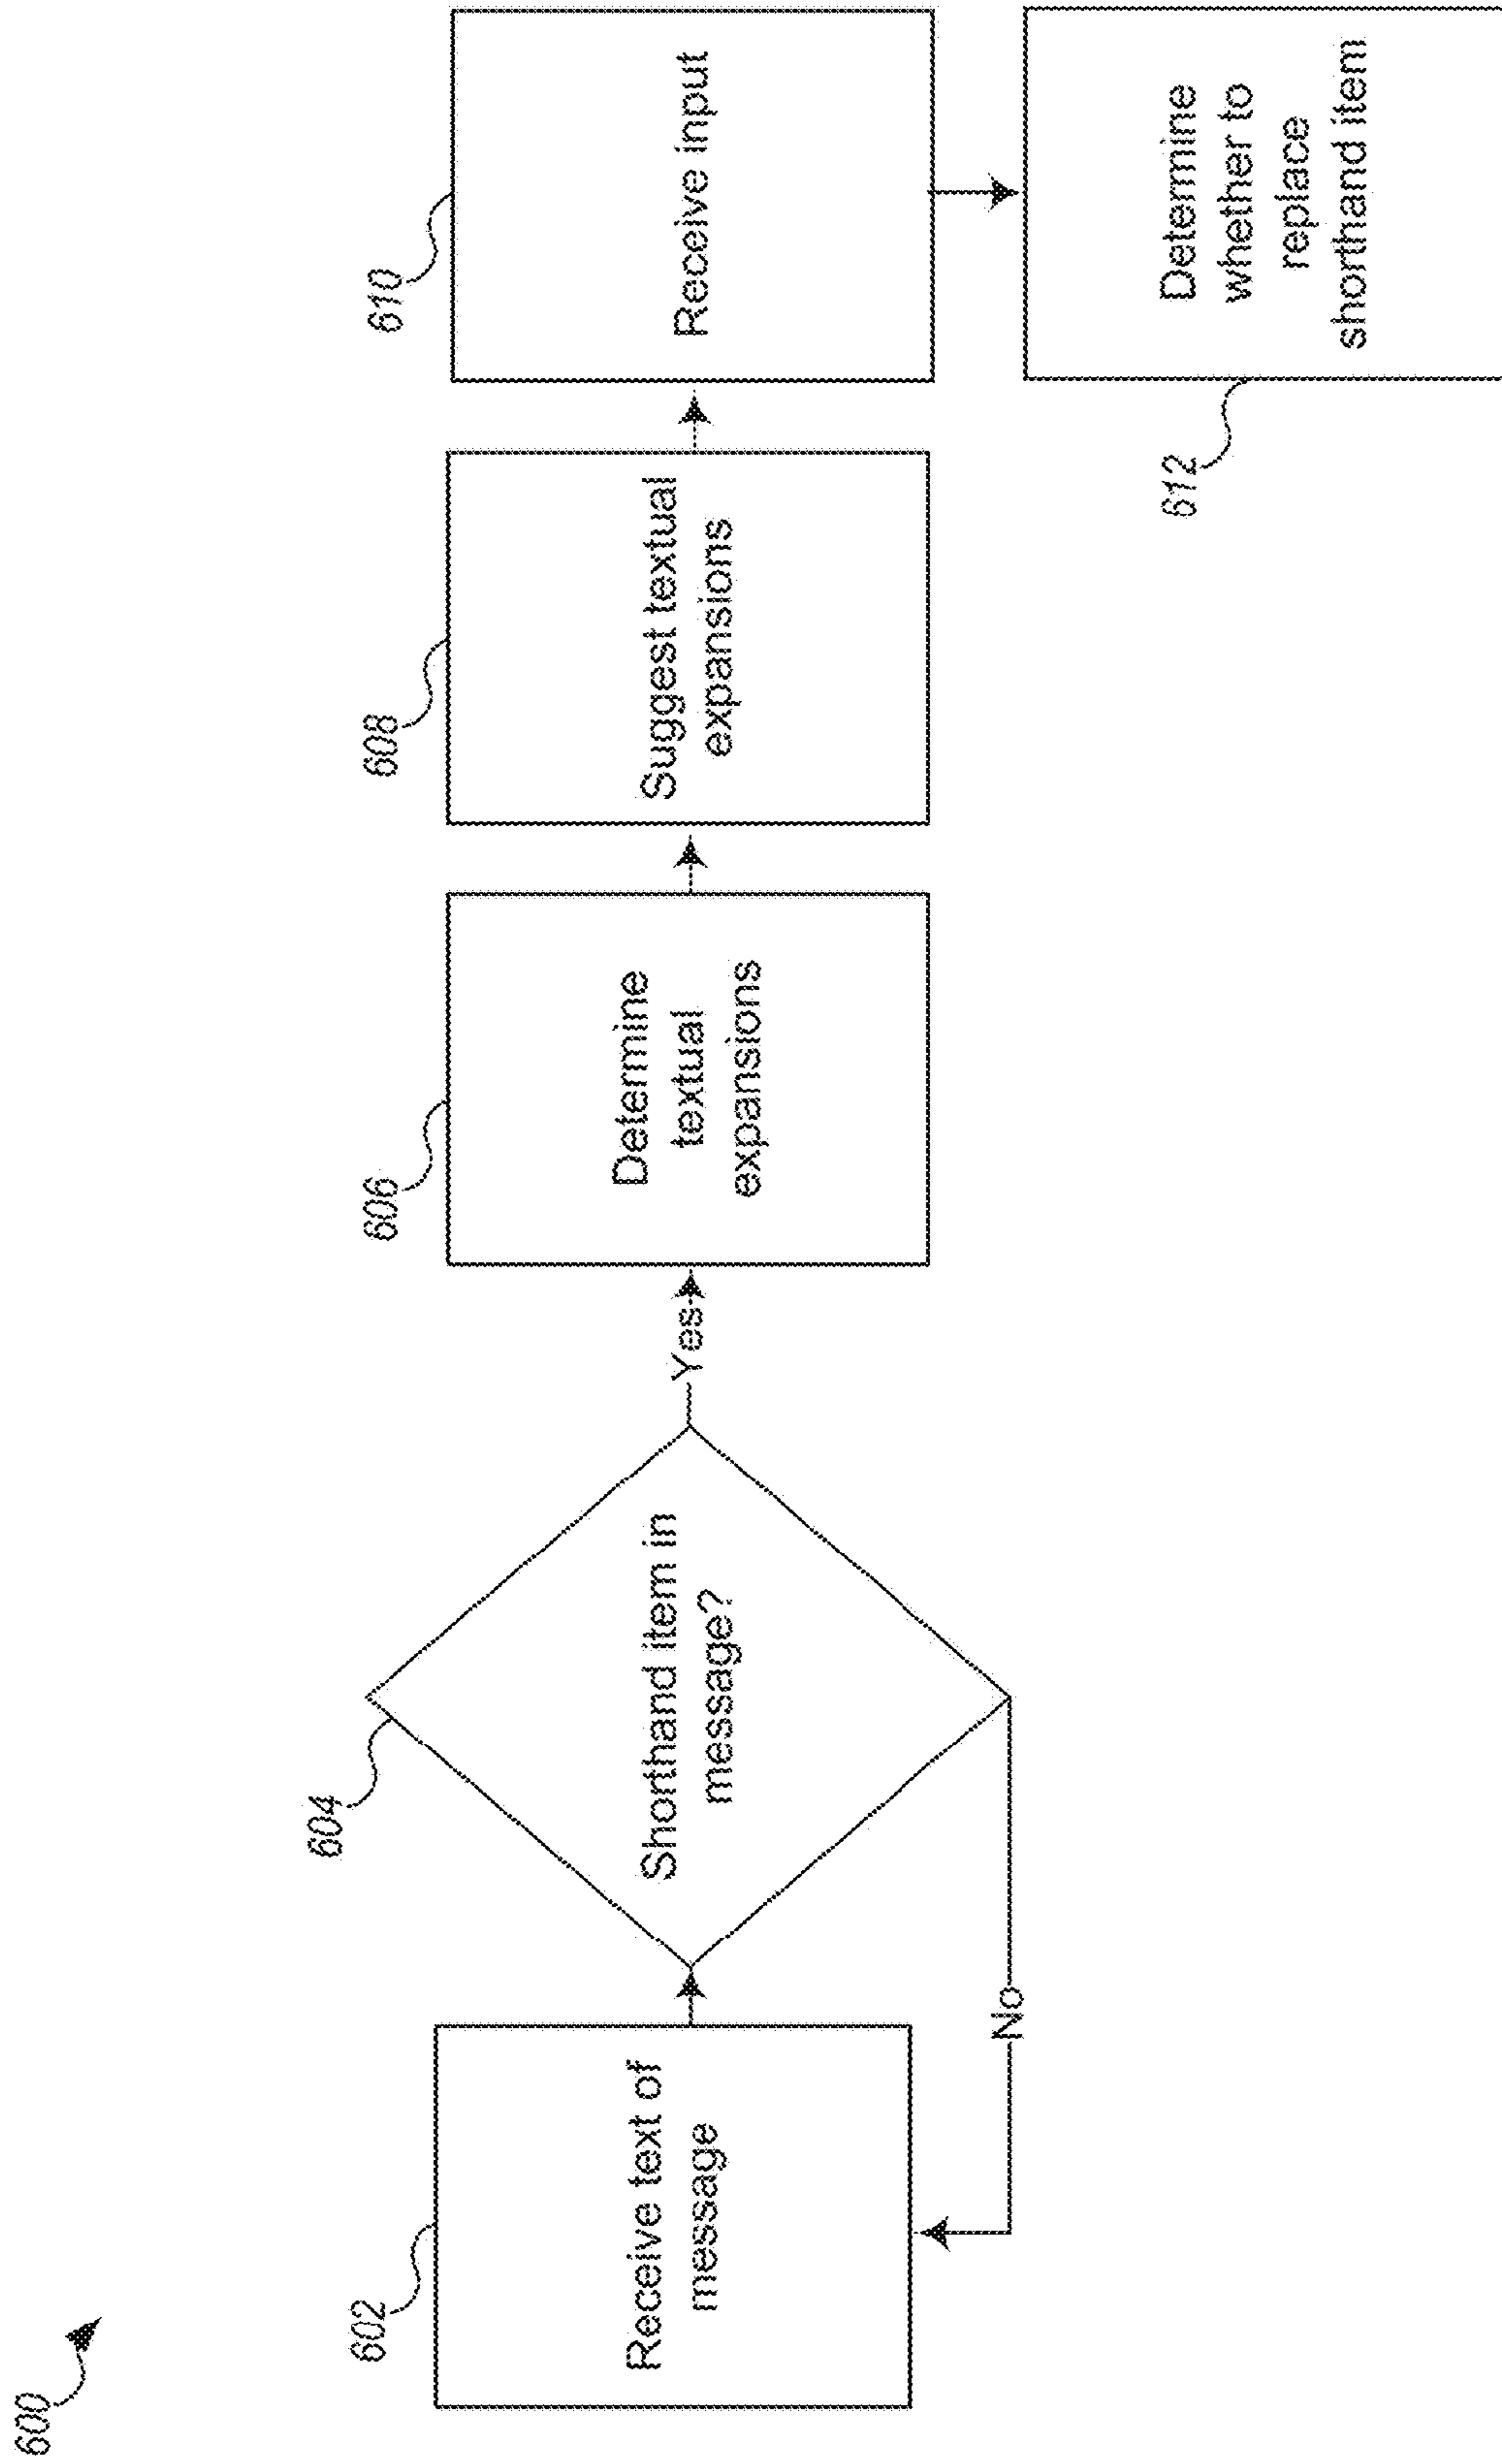 600
602
Receive text of
message
604
Shorthand item in
message?
Yes
No
606
Determine
textual
expansions
608
Suggest textual
expansions
610
Receive input
612
Determine
whether to
replace
shorthand item